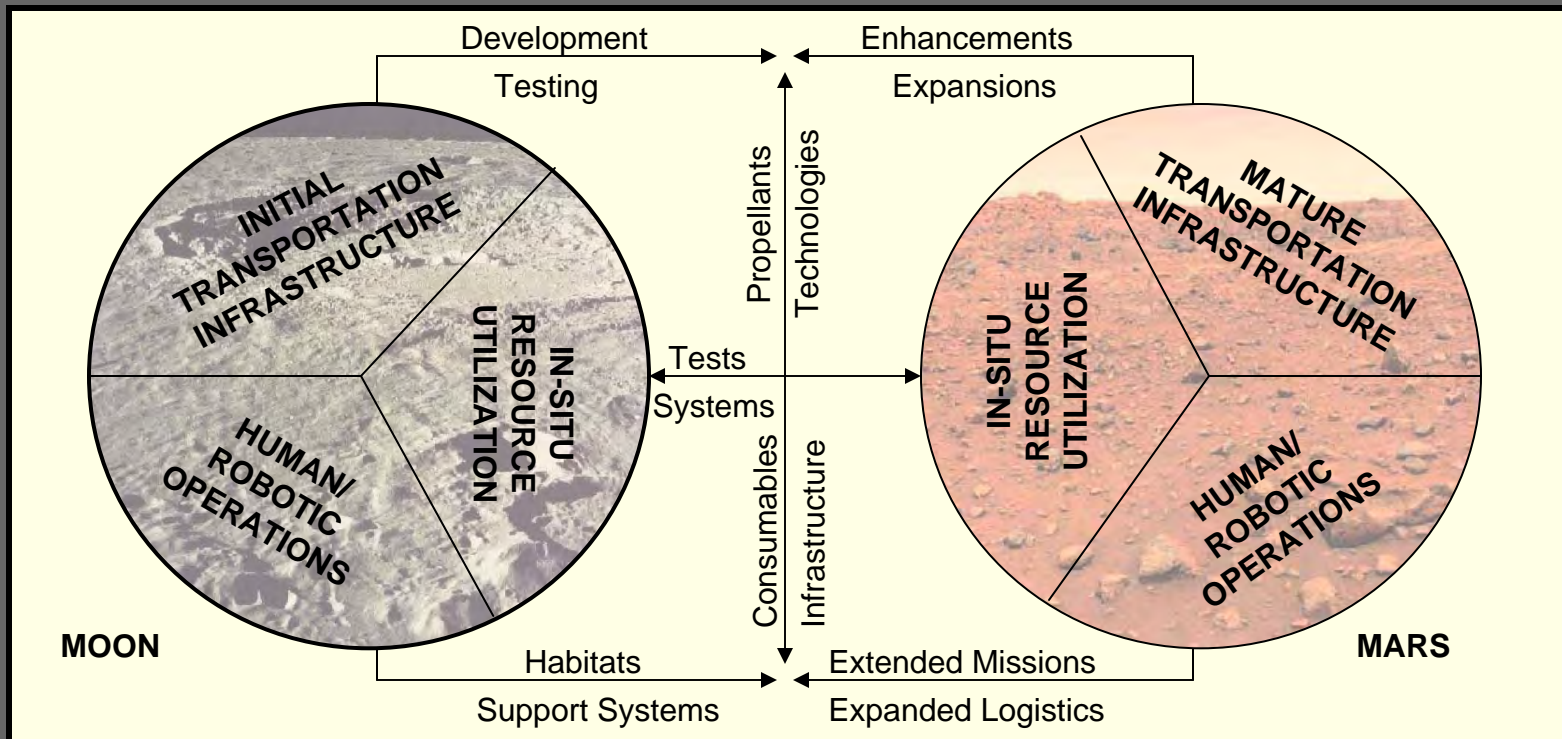 Development
Testing
Enhancements
Expansions
INITIAL
TRANSPORTATION
INFRASTRUCTURE
IN-SITU
RESOURCE
UTILIZATION
HUMAN/
ROBOTIC
OPERATIONS
MOON
Propellants
Technologies
Tests
Systems
Consumables
Infrastructure
MATURE
TRANSPORTATION
INFRASTRUCTURE
IN-SITU
RESOURCE
UTILIZATION
HUMAN/
ROBOTIC
OPERATIONS
MARS
Habitats
Support Systems
Extended Missions
Expanded Logistics